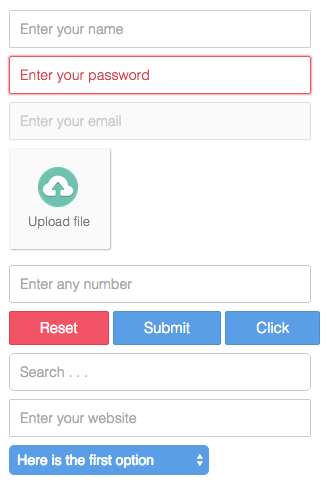 Enter your name
Enter your password
Enter your email
Upload file
Enter any number
Reset Submit Click
Search . . .
Enter your website
Here is the first option